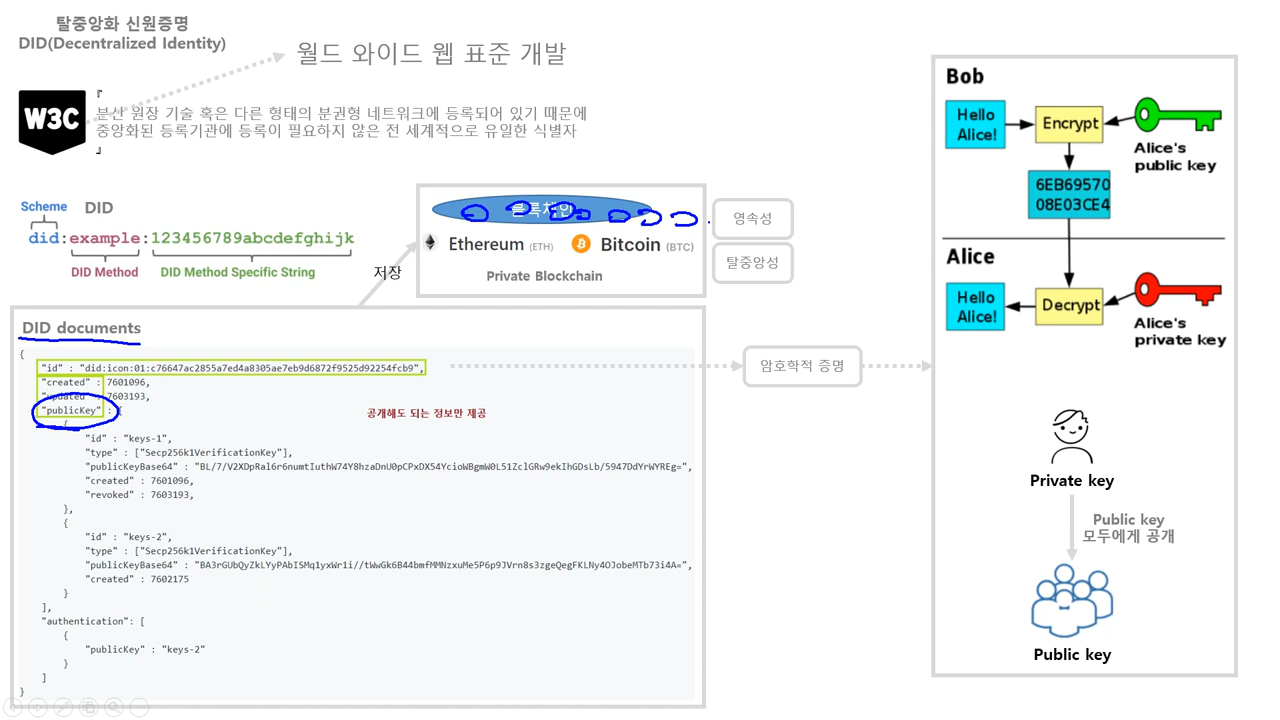 탈중앙화 신원증명
DID(Decentralized Identity)
월드 와이드 웹 표준 개발
W3C
『
분산 원장 기술 혹은 다른 형태의 분권형 네트워크에 등록되어 있기 때문에
중앙화된 등록기관에 등록이 필요하지 않은 전 세계적으로 유일한 식별자
』
Scheme
DID
did:example:123456789abcdefghijk
DID Method
DID Method Specific String
저장
블록체인
Ethereum (ETH)
Bitcoin (BTC)
Private Blockchain
영속성
탈중앙성
DID documents
{
"id" : "did:icon:01:c76647ac2855a7ed4a8305ae7eb9d6872f9525d92254fcb9",
"created" : 7601096,
"updated" : 7603193,
"publicKey" : [
{
"id" : "keys-1",
"type" : ["Secp256k1VerificationKey"],
"publicKeyBase64" : "BL/7/V2XDpRal6r6numtIuthW74Y8hzaDnU0pCPxDX54YcioWBgmW0L51ZclGRw9ekIhGDsLb/5947DdYrWYREg=",
"created" : 7601096,
"revoked" : 7603193,
},
{
"id" : "keys-2",
"type" : ["Secp256k1VerificationKey"],
"publicKeyBase64" : "BA3rGUbQyZkLYyPAbISMq1yxWr1i//tWwGk6B44bmfMMNzxuMe5P6p9JVrn8s3zgeQegFKLNy4OJobeMTb73i4A=",
"created" : 7602175
}
],
"authentication": [
{
"publicKey" : "keys-2"
}
]
}
공개해도 되는 정보만 제공
암호학적 증명
Bob
Hello
Alice!
Encrypt
Alice's
public key
6EB69570
08E03CE4
Alice
Hello
Alice!
Decrypt
Alice's
private key
Private key
Public key
모두에게 공개
Public key